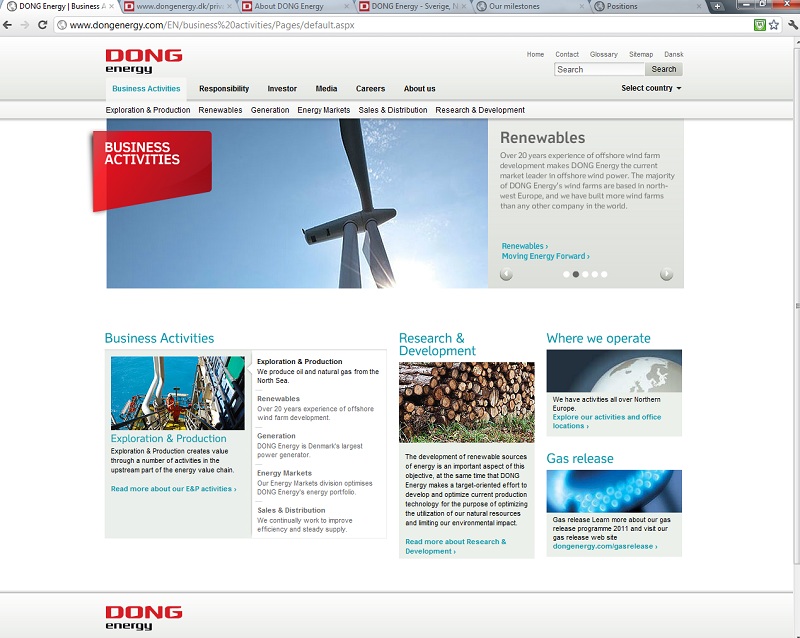 DONG Energy | Business A
www.dongenergy.dk/priv
About DONG Energy
DONG Energy - Sverige, N
Our milestones
Positions
www.dongenergy.com/EN/business%20activities/Pages/default.aspx
DONG
energy
Home Contact Glossary Sitemap Dansk
Search Search
Business Activities Responsibility Investor Media Careers About us Select country
Exploration & Production Renewables Generation Energy Markets Sales & Distribution Research & Development
BUSINESS
ACTIVITIES
Renewables
Over 20 years experience of offshore wind farm
development makes DONG Energy the current
market leader in offshore wind power. The majority
of DONG Energy's wind farms are based in north-
west Europe, and we have built more wind farms
than any other company in the world.
Renewables ›
Moving Energy Forward ›
Business Activities
Exploration & Production
Exploration & Production creates value
through a number of activities in the
upstream part of the energy value chain.
Read more about our E&P activities ›
Exploration & Production
We produce oil and natural gas from the
North Sea.
Renewables
Over 20 years experience of offshore
wind farm development.
Generation
DONG Energy is Denmark's largest
power generator.
Energy Markets
Our Energy Markets division optimises
DONG Energy's energy portfolio.
Sales & Distribution
We continually work to improve
efficiency and steady supply.
Research &
Development
The development of renewable sources
of energy is an important aspect of this
objective, at the same time that DONG
Energy makes a target-oriented effort to
develop and optimize current production
technology for the purpose of optimizing
the utilization of our natural resources
and limiting our environmental impact.
Read more about Research &
Development ›
Where we operate
We have activities all over Northern
Europe.
Explore our activities and office
locations ›
Gas release
Gas release Learn more about our gas
release programme 2011 and visit our
gas release web site
dongenergy.com/gasrelease ›
DONG
energy